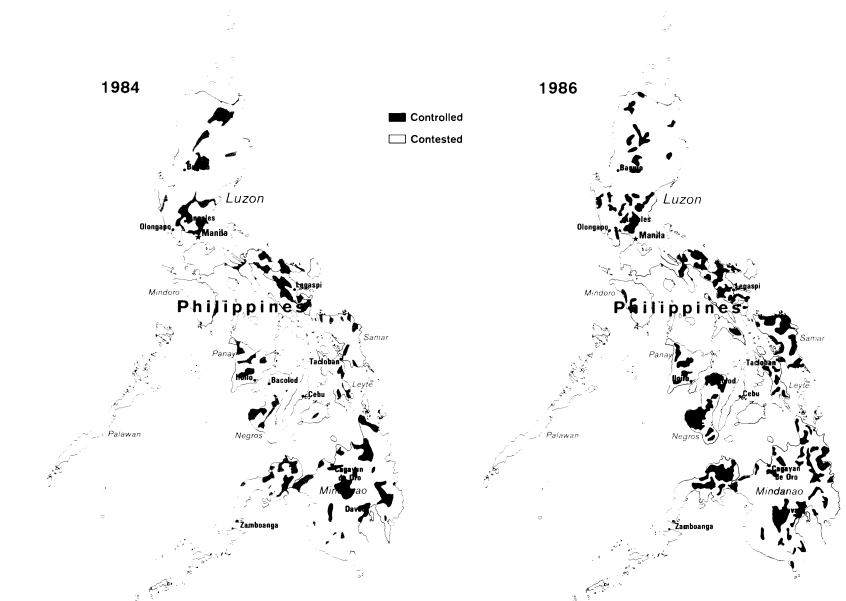 1984
1986
Controlled
Contested
Luzon
Olongapo
Manila
Legaspi
Mindoro
Philippines
Samar
Panay
Tacloban
Iloilo
Bacolod
Leyte
Cebu
Palawan
Negros
Cagayan
de Oro
Mindanao
Davao
Zamboanga
Baguio
Luzon
Olongapo
Manila
Legaspi
Mindoro
Philippines
Samar
Panay
Tacloban
Iloilo
Leyte
Cebu
Palawan
Negros
Cagayan
de Oro
Mindanao
Zamboanga